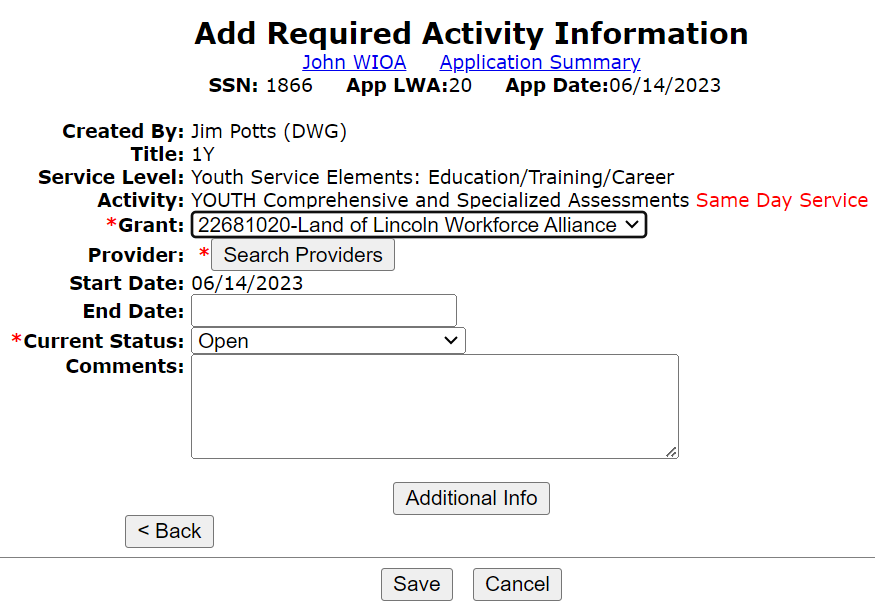 Add Required Activity Information
John WIOA Application Summary
SSN: 1866 App LWA:20 App Date:06/14/2023
Created By: Jim Potts (DWG)
Title: 1Y
Service Level: Youth Service Elements: Education/Training/Career
Activity: YOUTH Comprehensive and Specialized Assessments Same Day Service
*Grant: 22681020-Land of Lincoln Workforce Alliance
Provider: * Search Providers
Start Date: 06/14/2023
End Date:
*Current Status: Open
Comments:
Additional Info
< Back
Save Cancel